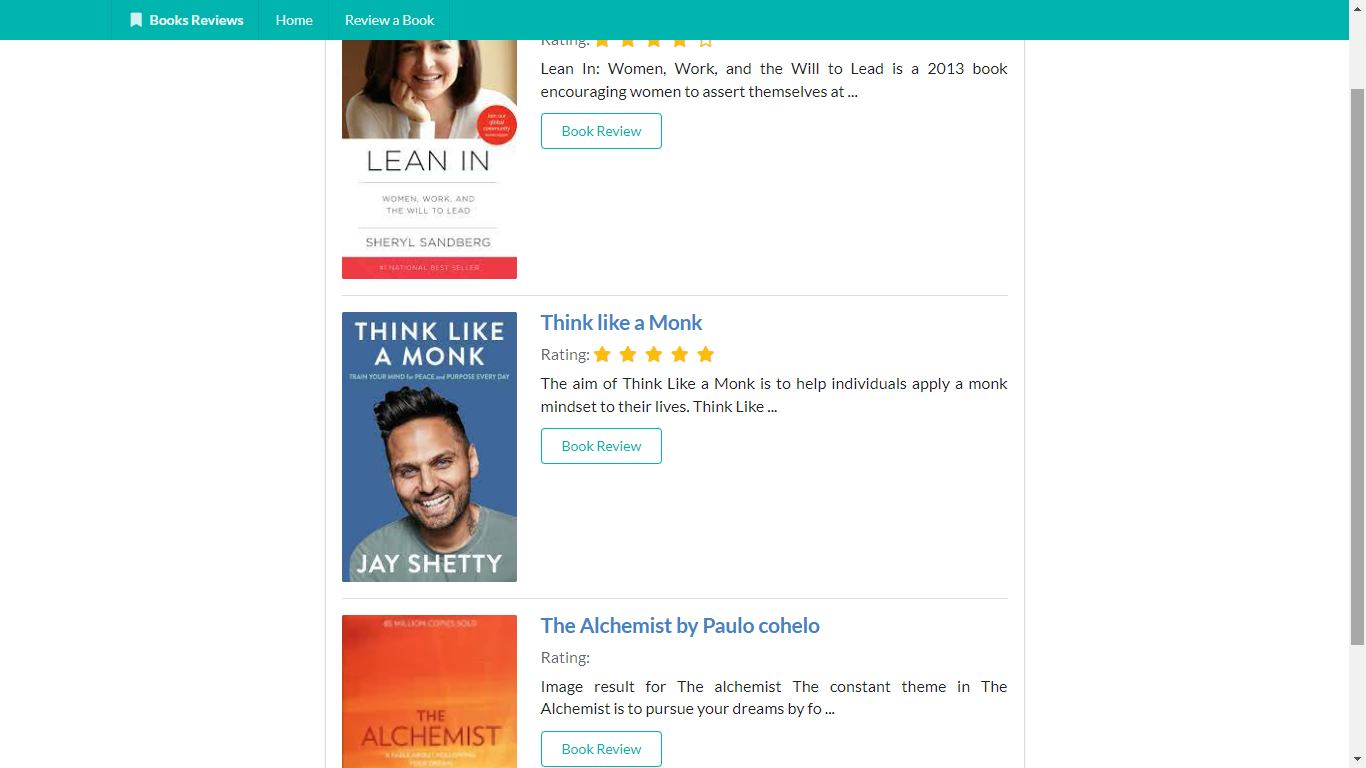 Books Reviews Home Review a Book
Rating:
Lean In: Women, Work, and the Will to Lead is a 2013 book
encouraging women to assert themselves at ...
Book Review
Join our
global
community
LEAN IN
WOMEN, WORK, AND
THE WILL TO LEAD
SHERYL SANDBERG
#1 NATIONAL BEST SELLER
THINK LIKE
A MONK
TRAIN YOUR MIND for PEACE and PURPOSE EVERY DAY
JAY SHETTY
Think like a Monk
Rating:
The aim of Think Like a Monk is to help individuals apply a monk
mindset to their lives. Think Like ...
Book Review
85 MILLION COPIES SOLD
THE
ALCHEMIST
A FABLE ABOUT FOLLOWING
YOUR DREAM
The Alchemist by Paulo cohelo
Rating:
Image result for The alchemist The constant theme in The
Alchemist is to pursue your dreams by fo ...
Book Review